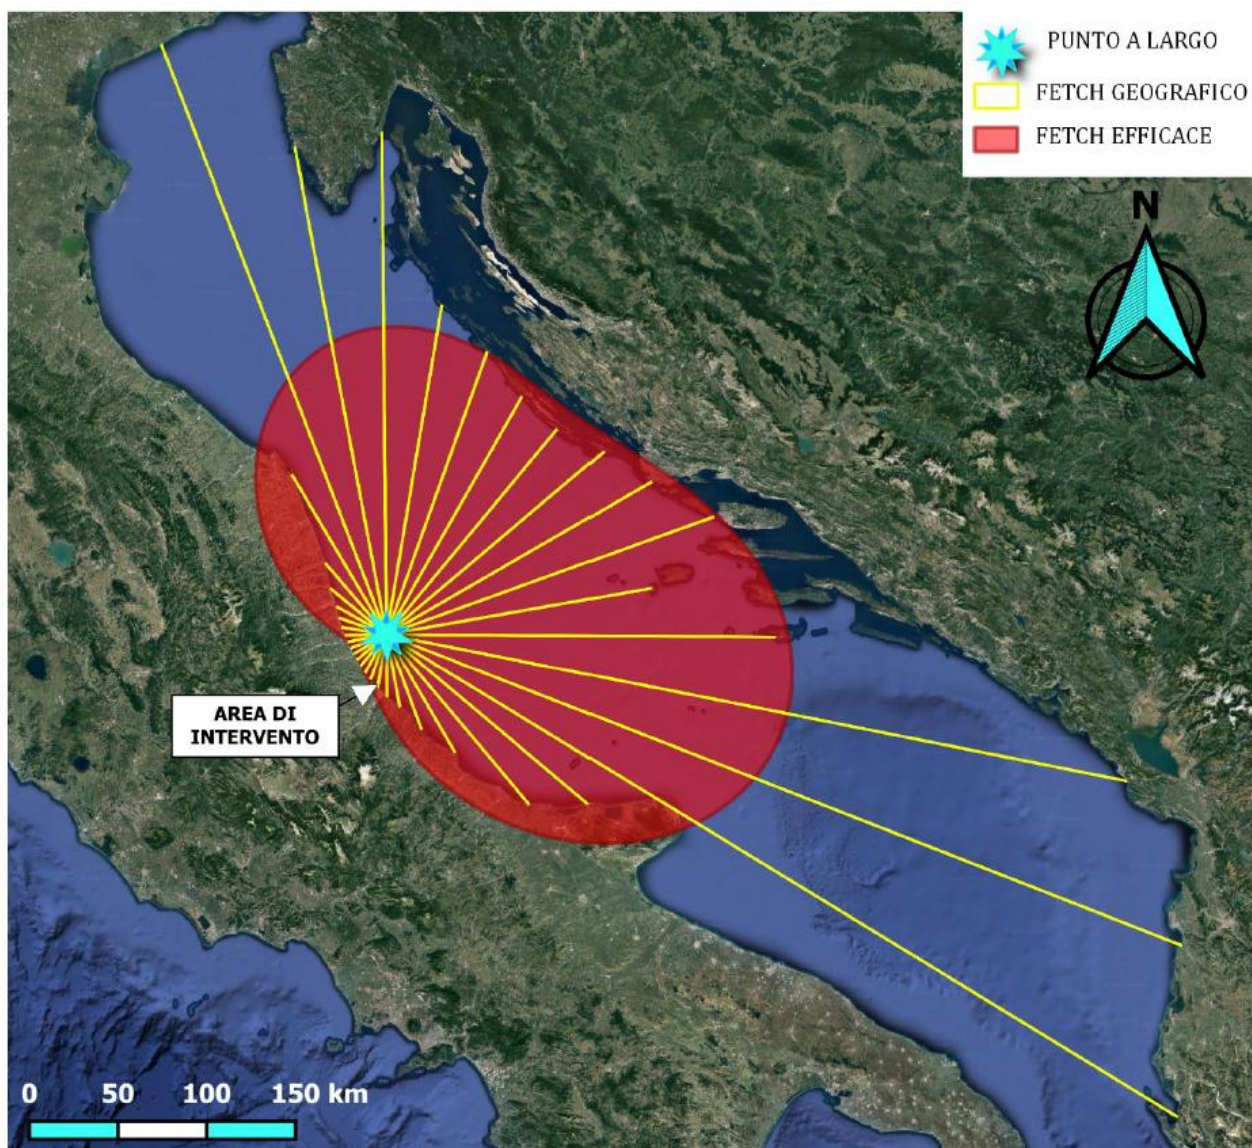 PUNTO A LARGO
FETCH GEOGRAFICO
FETCH EFFICACE
N
AREA DI
INTERVENTO
0 50 100 150 km